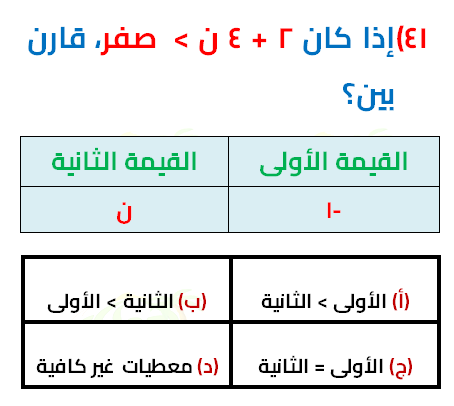 ٤١) إذا كان ٢ + ٤ ن > صفر، قارن
بين؟
القيمة الأولى القيمة الثانية
-١ ن
(أ) الأولى > الثانية (ب) الثانية > الأولى
(ج) الأولى = الثانية (د) معطيات غير كافية